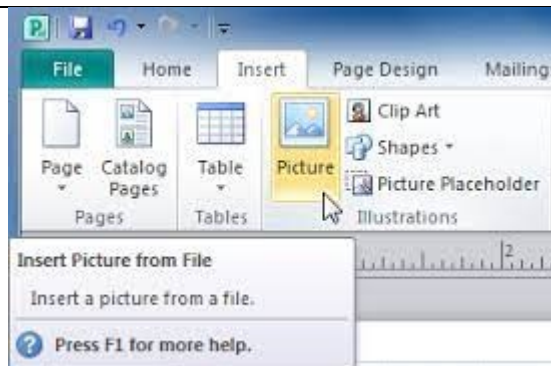 P
File Home Insert Page Design Mailing
Page
Catalog Pages
Table
Picture
Clip Art
Shapes
Picture Placeholder
Pages Tables Illustrations
Insert Picture from File
2
Insert a picture from a file.
? Press F1 for more help.